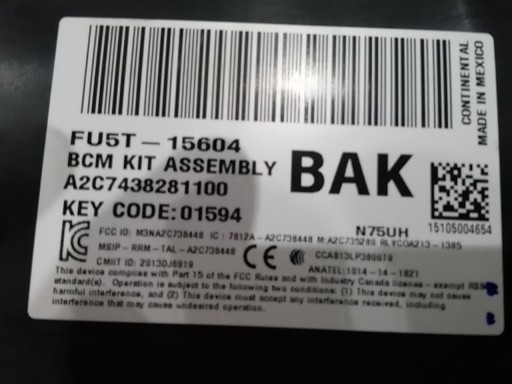 CONTINENTAL
MADE IN MEXICO
FU5T - 15604
BCM KIT ASSEMBLY
BAK
A2C7438281100
KEY CODE:01594
15105004654
N75UH
FCC ID: M3NA2C738448 IC : 7812A - A2C738448 M:A2C735280
MSIP - RRM - TAL - A2C738448
CMIIT ID: 2013DJ6919
ANATEL:1014 - 14 - 1821
This device complies with Part 15 of the FCC Rules and with Industry Canada license - exempt
standard(s). Operation is subject to the following two conditions: (1) This device may not cause
harmful interference, and (2) This device must accept any interference received, including
interference that may cause undesired operation.